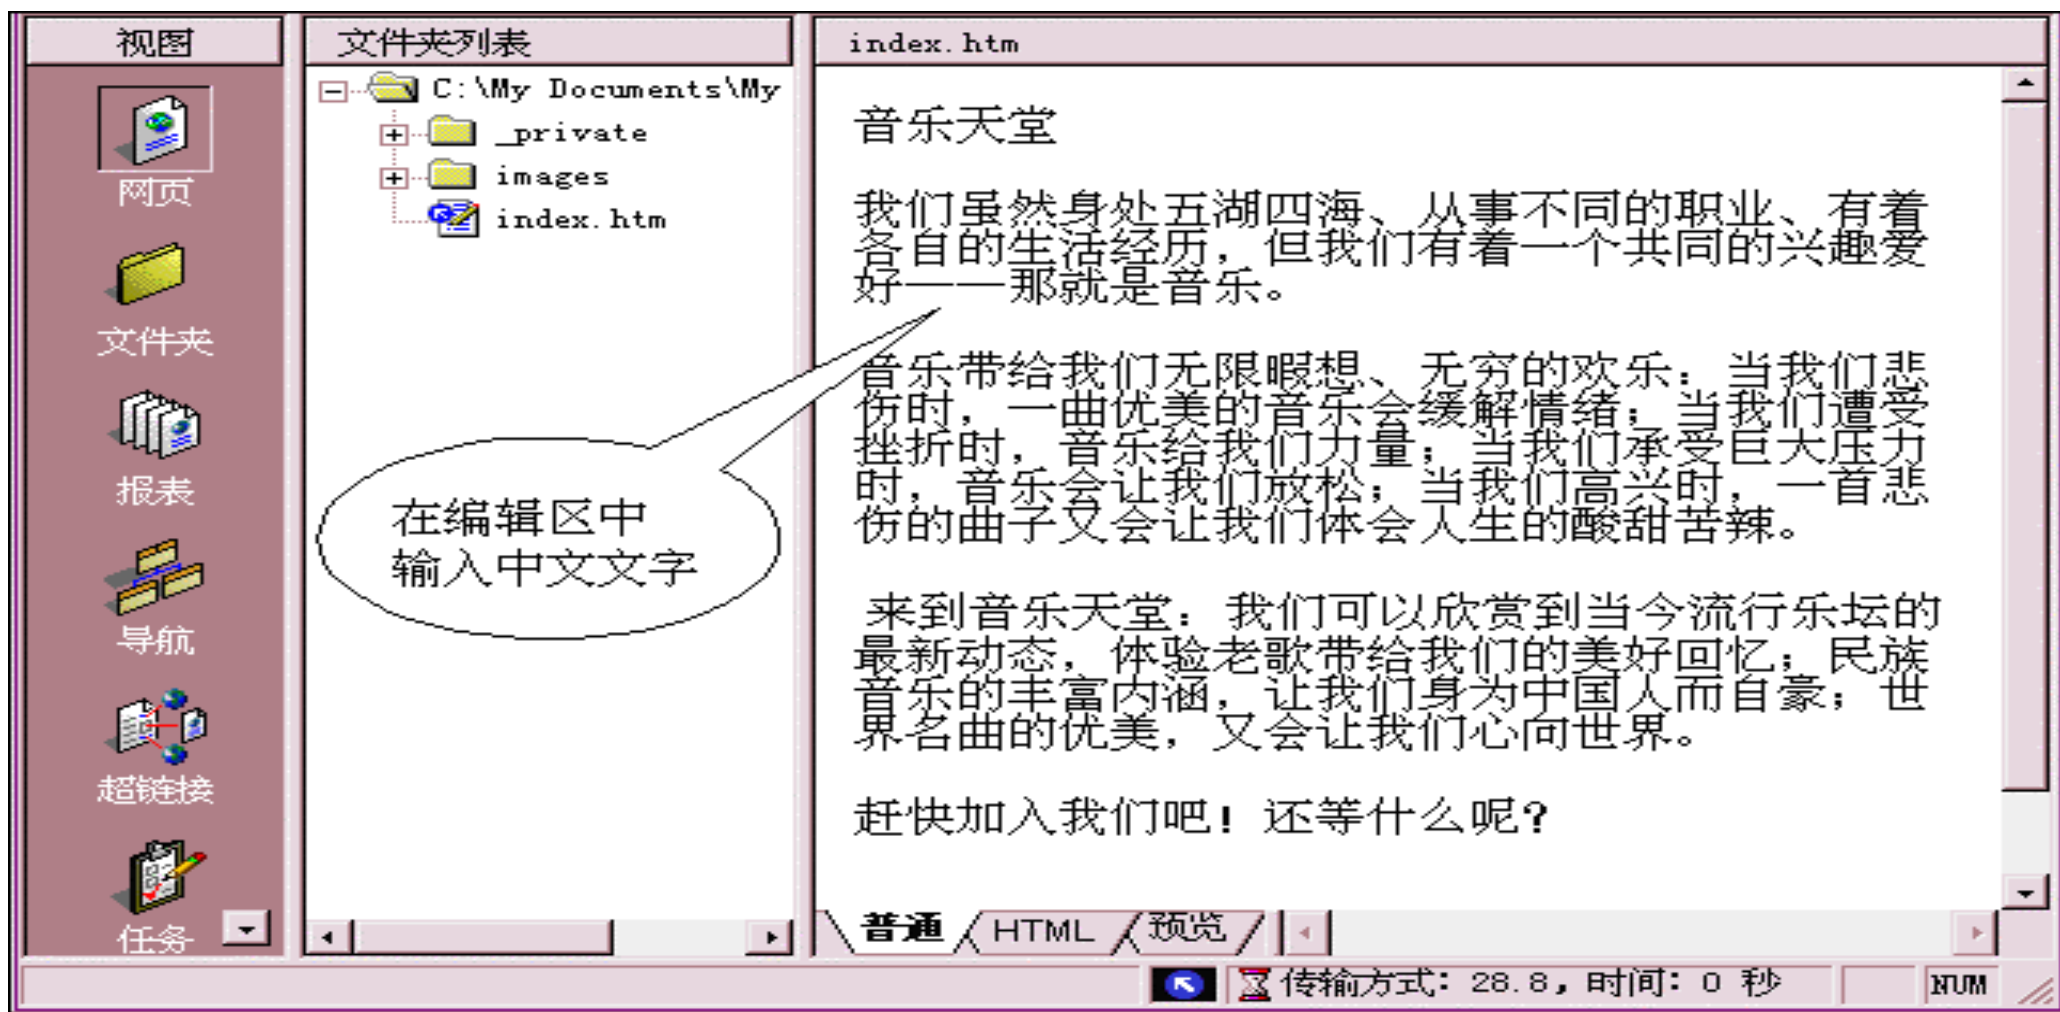 视图
网页
文件夹
报表
导航
超链接
任务
文件夹列表
C:\My Documents\My
_private
images
index.htm
在编辑区中
输入中文文字
index.htm
音乐天堂
我们虽然身处五湖四海、从事不同的职业、有着
各自的生活经历，但我们有着一个共同的兴趣爱
好——那就是音乐。
音乐带给我们无限暇想、无穷的欢乐：当我们悲
伤时，一曲优美的音乐会缓解情绪；当我们遭受
挫折时，音乐给我们力量；当我们承受巨大压力
时，音乐会让我们放松；当我们高兴时，一首悲
伤的曲子又会让我们体会人生的酸甜苦辣。
来到音乐天堂：我们可以欣赏到当今流行乐坛的
最新动态，体验老歌带给我们的美好回忆；民族
音乐的丰富内涵，让我们身为中国人而自豪；世
界名曲的优美，又会让我们心向世界。
赶快加入我们吧！还等什么呢？
普通 HTML 预览
传输方式：28.8，时间：0 秒
NUM